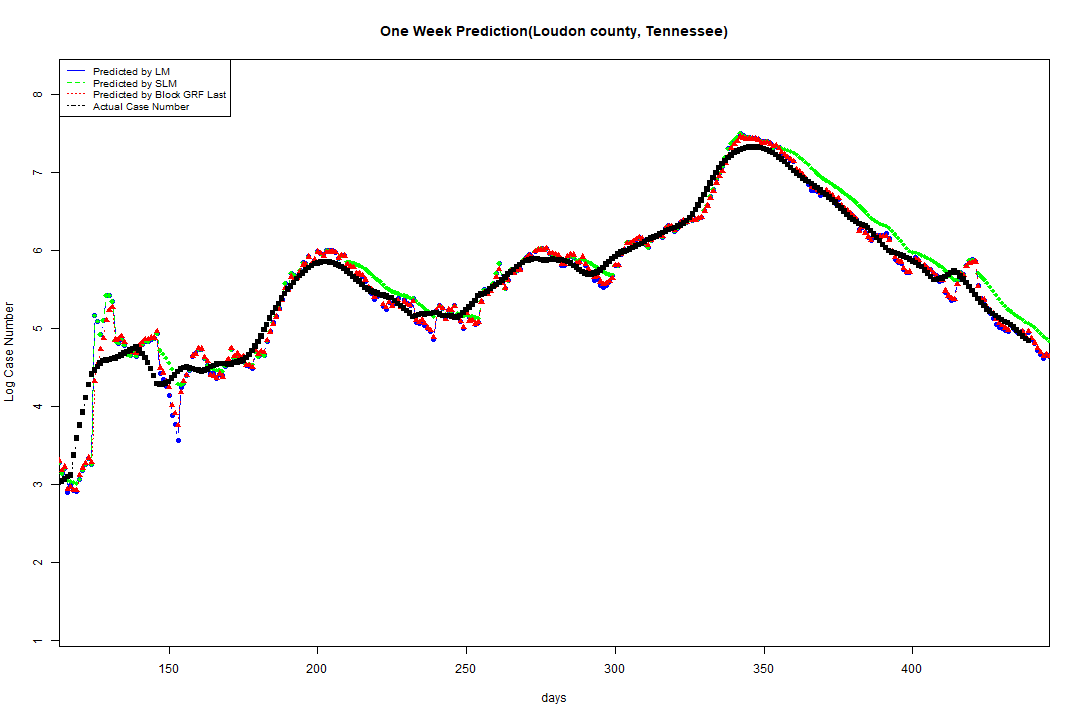 One Week Prediction(Loudon county, Tennessee)
Predicted by LM
Predicted by SLM
Predicted by Block GRF Last
Actual Case Number
8
7
6
5
4
3
2
1
Log Case Number
150 200 250 300 350 400
days